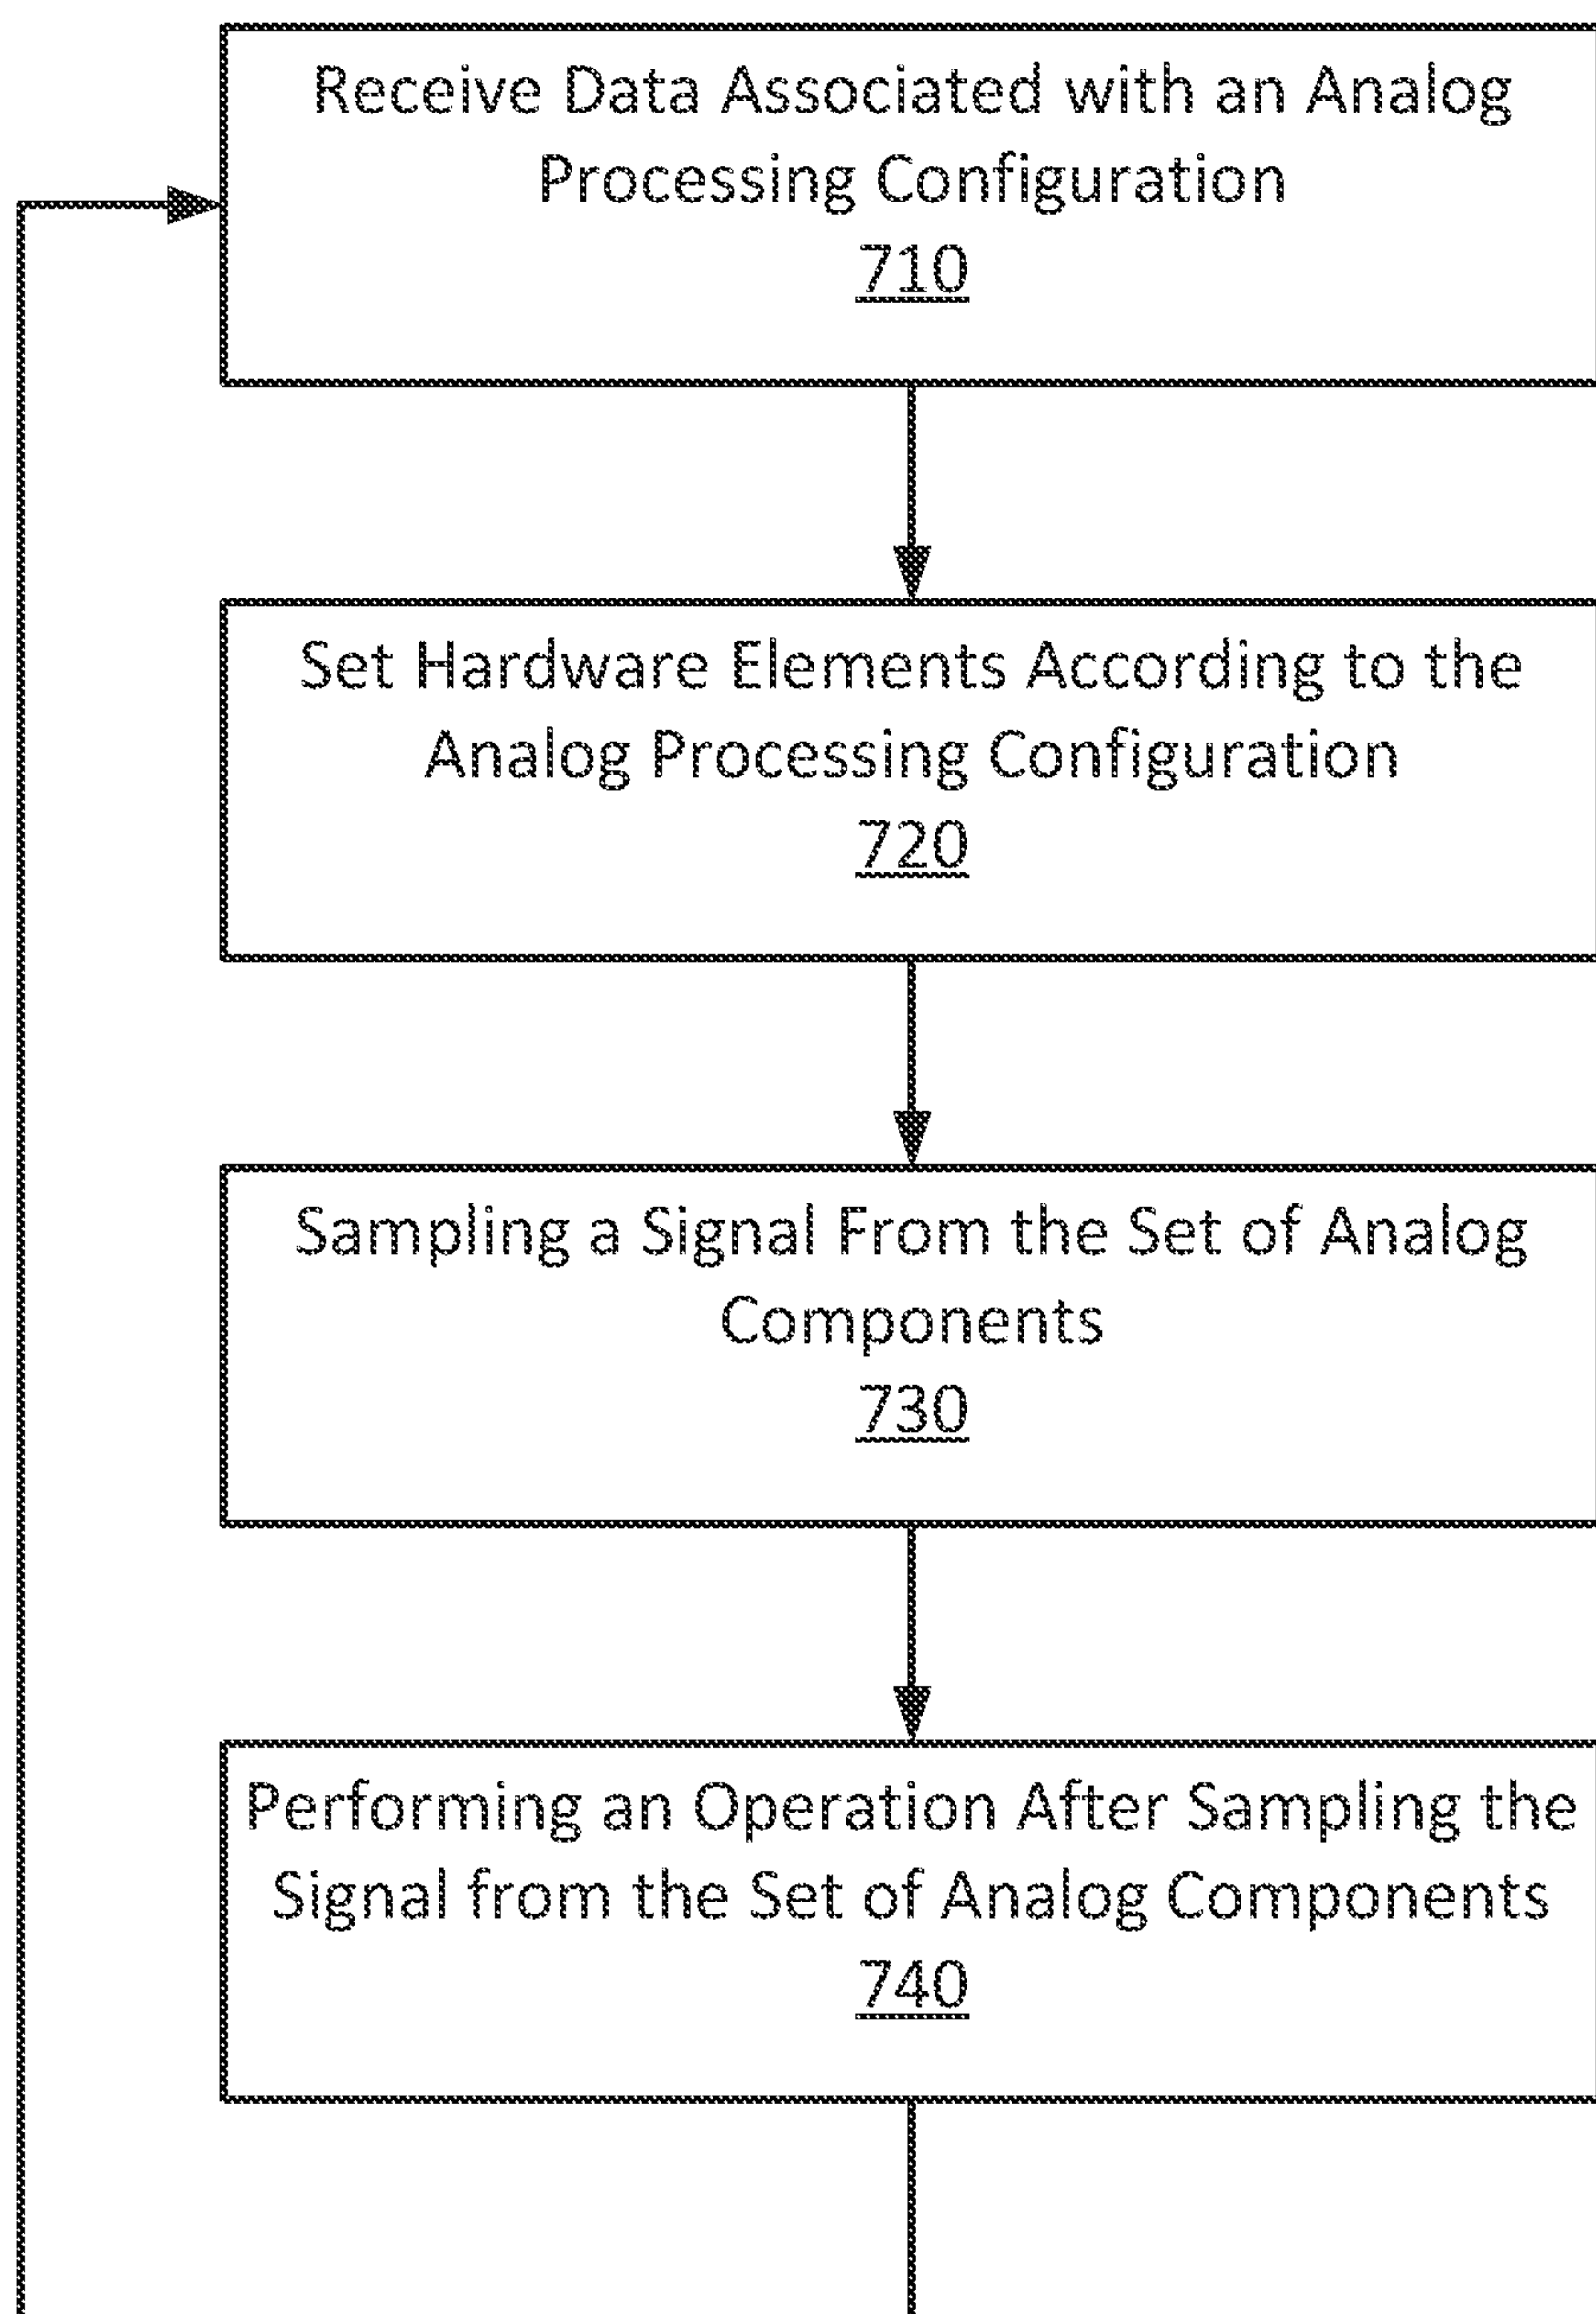 Receive Data Associated with an Analog
Processing Configuration
710
Set Hardware Elements According to the
Analog Processing Configuration
720
Sampling a Signal From the Set of Analog
Components
730
Performing an Operation After Sampling the
Signal from the Set of Analog Components
740